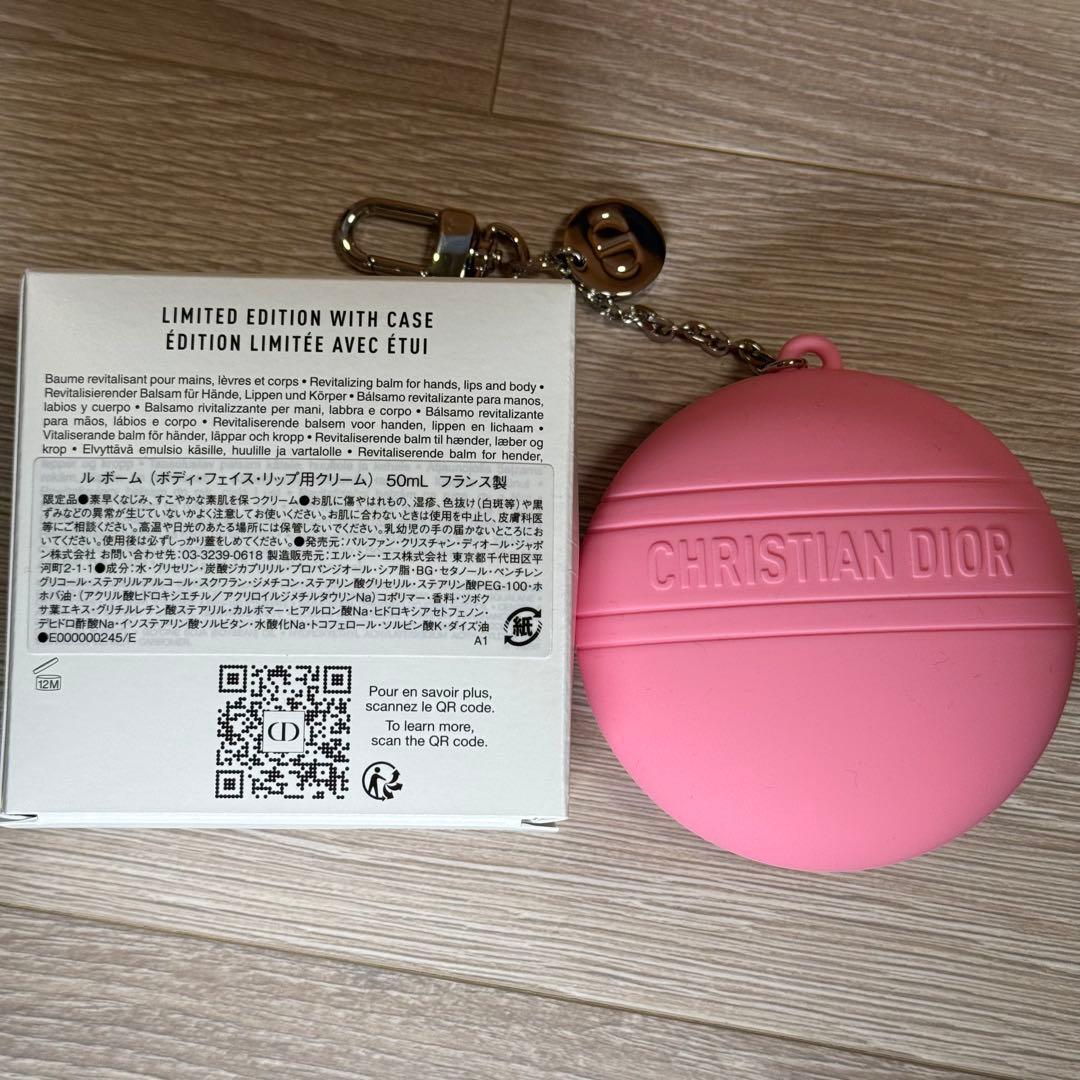 LIMITED EDITION WITH CASE
ÉDITION LIMITÉE AVEC ÉTUI
Baume revitalisant pour mains, lèvres et corps • Revitalizing balm for hands, lips and body •
Revitalisierender Balsam für Hände, Lippen und Körper • Bálsamo revitalizante para manos,
labios y cuerpo • Balsamo rivitalizzante per mani, labbra e corpo • Bálsamo revitalizante
para mãos, lábios e corpo • Revitaliserende balsem voor handen, lippen en lichaam •
Vitaliserande balm för händer, läppar och kropp • Revitaliserende balm til hænder, læber og
krop • Elvyttävä emulsio käsille, huulille ja vartalolle • Revitaliserende balm for hender,
ル ボーム（ボディ・フェイス・リップ用クリーム） 50mL フランス製
限定品●素早くなじみ、すこやかな素肌を保つクリーム●お肌に傷やはれもの、湿疹、色抜け(白斑等)や黒
ずみなどの異常が生じていないかよく注意してお使いください。お肌に合わないときは使用を中止し、皮膚科医
等にご相談ください。高温や日光のあたる場所には保管しないでください。乳幼児の手の届かないところにお
いてください。使用後は必ずしっかり蓋をしめてください。●発売元：パルファン・クリスチャン・ディオール・ジャポ
ン株式会社 お問い合わせ先：03-3239-0618 製造販売元：エル・シー・エス株式会社 東京都千代田区平
河町2-1-1●成分：水・グリセリン・炭酸ジカプリリル・プロパンジオール・シア脂・BG・セタノール・ペンチレン
グリコール・ステアリルアルコール・スクワラン・ジメチコン・ステアリン酸グリセリル・ステアリン酸PEG-100・ホ
ホバ油・（アクリル酸ヒドロキシエチル／アクリロイルジメチルタウリンNa）コポリマー・香料・ツボク
サ葉エキス・グリチルレチン酸ステアリル・カルボマー・ヒアルロン酸Na・ヒドロキシアセトフェノン・
デヒドロ酢酸Na・イソステアリン酸ソルビタン・水酸化Na・トコフェロール・ソルビン酸K・ダイズ油
●E000000245/E A1
紙
12M
CD
Pour en savoir plus,
scannez le QR code.
To learn more,
scan the QR code.
CD
CHRISTIAN DIOR